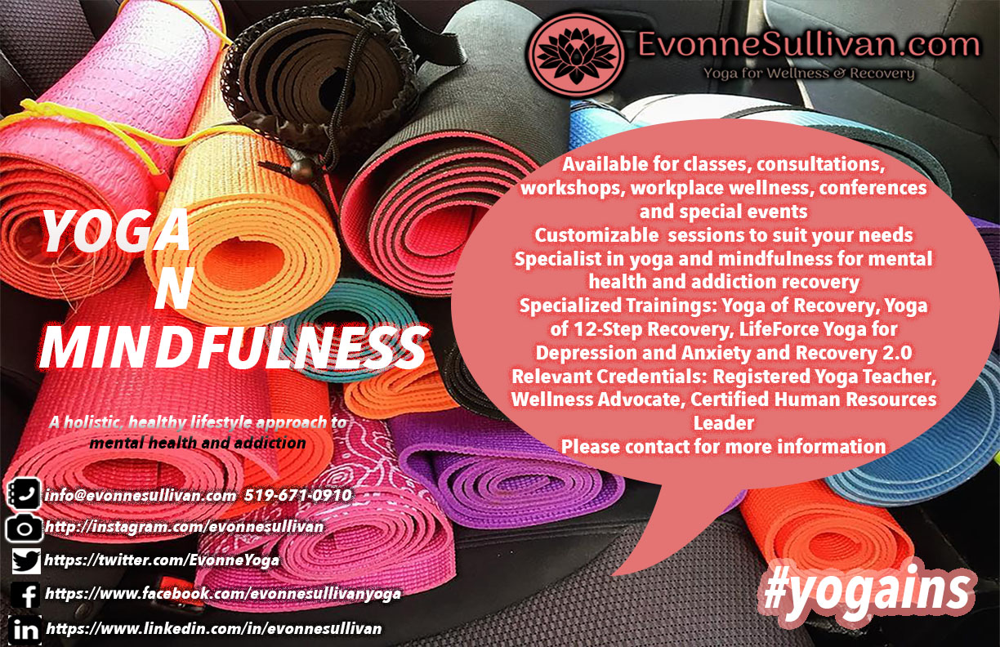 EvonneSullivan.com
Yoga for Wellness & Recovery
Available for classes, consultations,
workshops, workplace wellness, conferences
and special events
Customizable sessions to suit your needs
Specialist in yoga and mindfulness for mental
health and addiction recovery
Specialized Trainings: Yoga of Recovery, Yoga
of 12-Step Recovery, LifeForce Yoga for
Depression and Anxiety and Recovery 2.0
Relevant Credentials: Registered Yoga Teacher,
Wellness Advocate, Certified Human Resources
Leader
Please contact for more information
YOGA
N
MINDFULNESS
A holistic, healthy lifestyle approach to
mental health and addiction
info@evonnesullivan.com 519-671-0910
http://instagram.com/evonnesullivan
https://twitter.com/EvonneYoga
https://www.facebook.com/evonnesullivanyoga
https://www.linkedin.com/in/evonnesullivan
#yogains